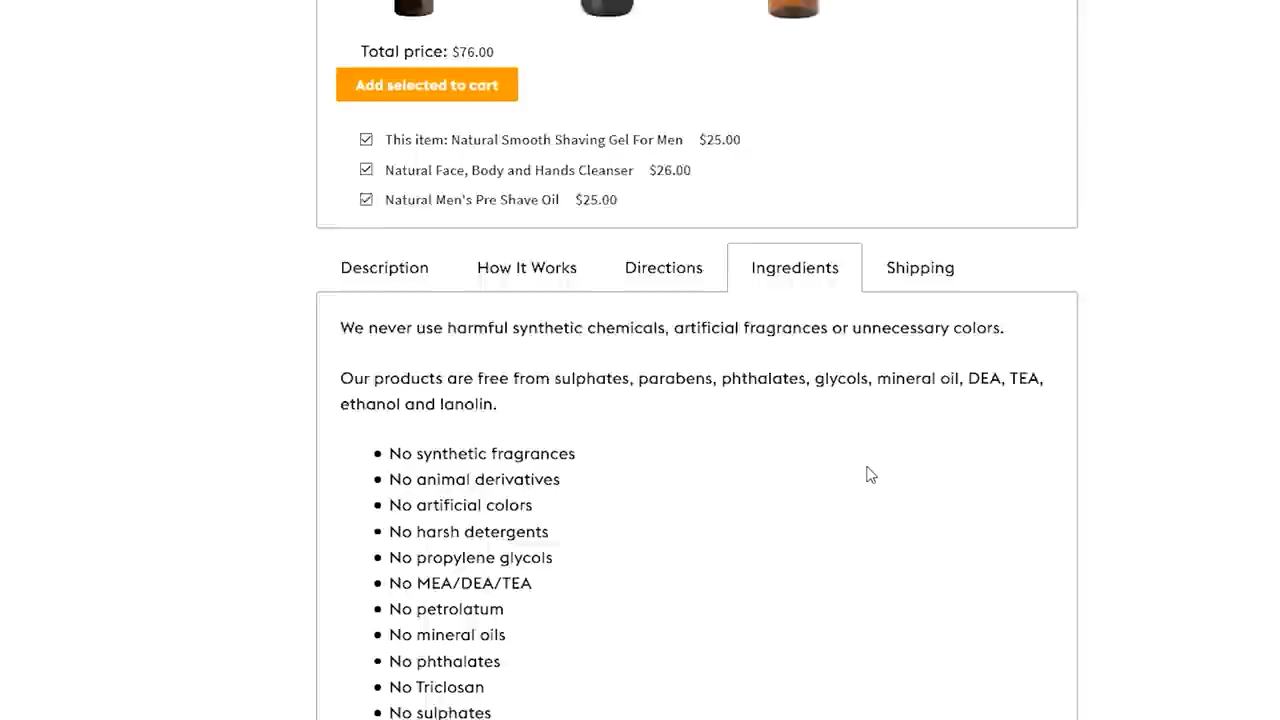 Total price: $76.00
Add selected to cart
This item: Natural Smooth Shaving Gel For Men $25.00
Natural Face, Body and Hands Cleanser $26.00
Natural Men's Pre Shave Oil $25.00
Description How It Works Directions Ingredients Shipping
We never use harmful synthetic chemicals, artificial fragrances or unnecessary colors.
Our products are free from sulphates, parabens, phthalates, glycols, mineral oil, DEA, TEA,
ethanol and lanolin.
No synthetic fragrances
No animal derivatives
No artificial colors
No harsh detergents
No propylene glycols
No MEA/DEA/TEA
No petrolatum
No mineral oils
No phthalates
No Triclosan
No sulphates